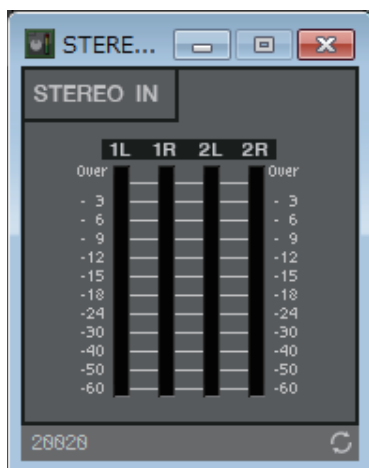 STERE...
STEREO IN
1L 1R 2L 2R
Over Over
- 3 - 3
- 6 - 6
- 9 - 9
-12 -12
-15 -15
-18 -18
-24 -24
-30 -30
-40 -40
-50 -50
-60 -60
20020